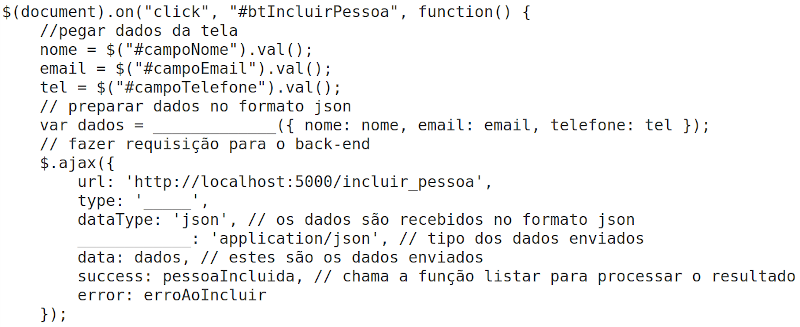 $(document).on("click", "#btIncluirPessoa", function() {
    //pegar dados da tela
    nome = $("#campoNome").val();
    email = $("#campoEmail").val();
    tel = $("#campoTelefone").val();
    // preparar dados no formato json
    var dados = _____________({ nome: nome, email: email, telefone: tel });
    // fazer requisição para o back-end
    $.ajax({
        url: 'http://localhost:5000/incluir_pessoa',
        type: '_____',
        dataType: 'json', // os dados são recebidos no formato json
        ____________: 'application/json', // tipo dos dados enviados
        data: dados, // estes são os dados enviados
        success: pessoaIncluida, // chama a função listar para processar o resultado
        error: erroAoIncluir
    });